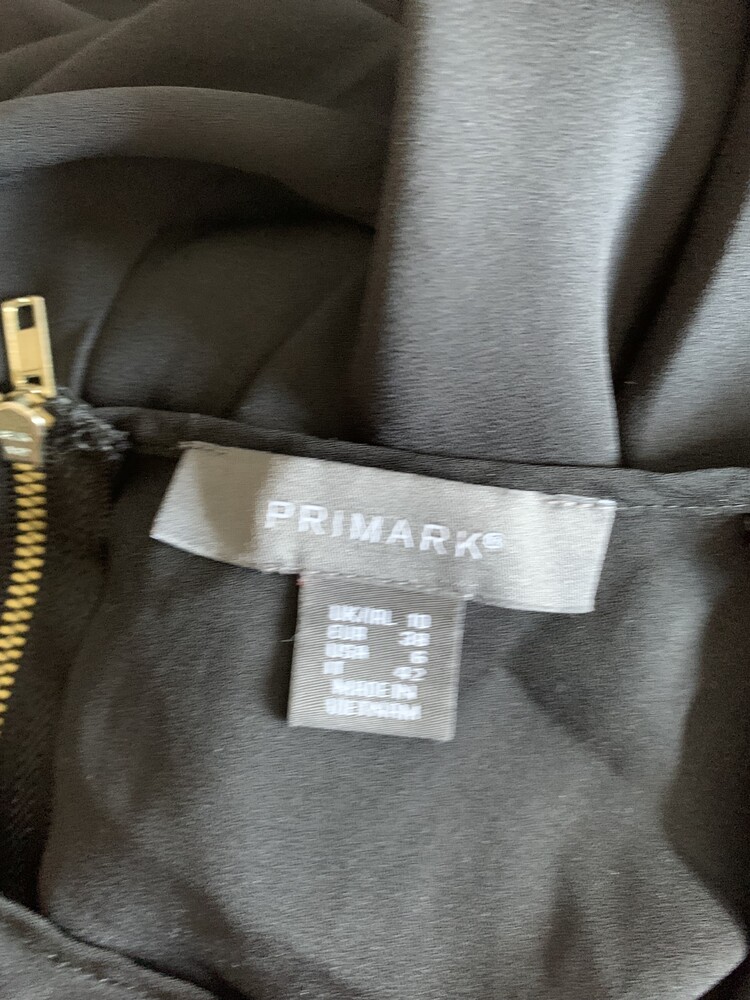 PRIMARK®
UK/IRL 10
EUR 38
USA 6
IT 42
MADE IN
VIETNAM